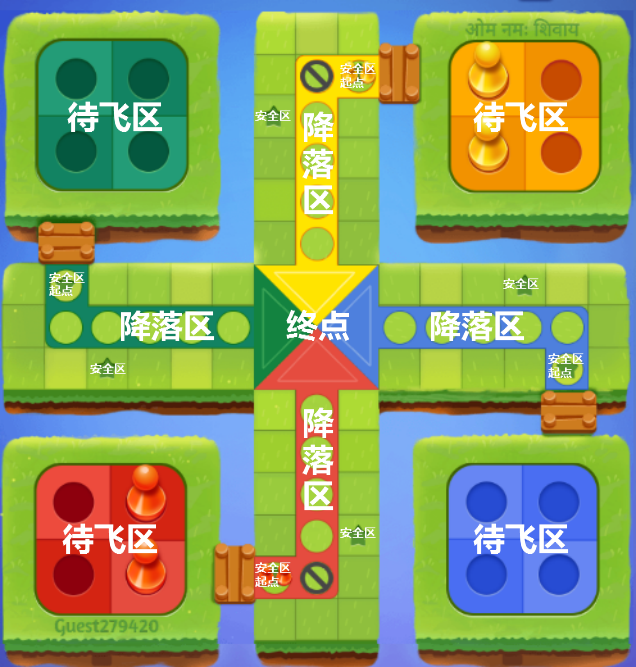 ओम नमः शिवाय
待飞区
待飞区
安全区
起点
安全区
降落区
安全区
起点
安全区
降落区
终点
降落区
安全区
安全区
起点
降落区
待飞区
待飞区
安全区
安全区
起点
Guest279420